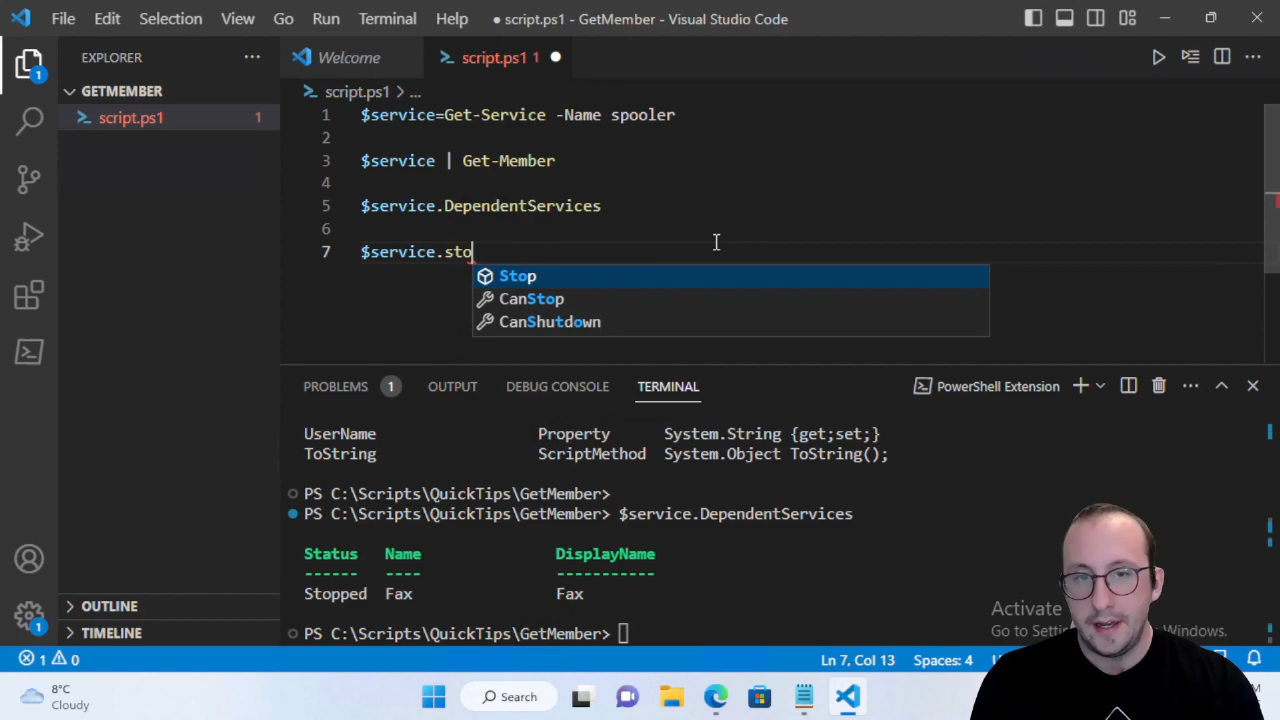 File Edit Selection View Go Run Terminal Help ● script.ps1 - GetMember - Visual Studio Code
EXPLORER ···
Welcome
script.ps1 1 ●
GETMEMBER
script.ps1 > ...
script.ps1 1
1 $service=Get-Service -Name spooler
2
3 $service | Get-Member
4
5 $service.DependentServices
6
7 $service.sto
Stop
CanStop
CanShutdown
PROBLEMS 1 OUTPUT DEBUG CONSOLE TERMINAL PowerShell Extension
UserName Property System.String {get;set;}
ToString ScriptMethod System.Object ToString();
PS C:\Scripts\QuickTips\GetMember>
PS C:\Scripts\QuickTips\GetMember> $service.DependentServices
Status Name DisplayName
------ ---- -----------
Stopped Fax Fax
PS C:\Scripts\QuickTips\GetMember>
OUTLINE
TIMELINE
1
1
Activate
Go to Windows.
1 0 Ln 7, Col 13 Spaces: 4
8°C
Cloudy
Search